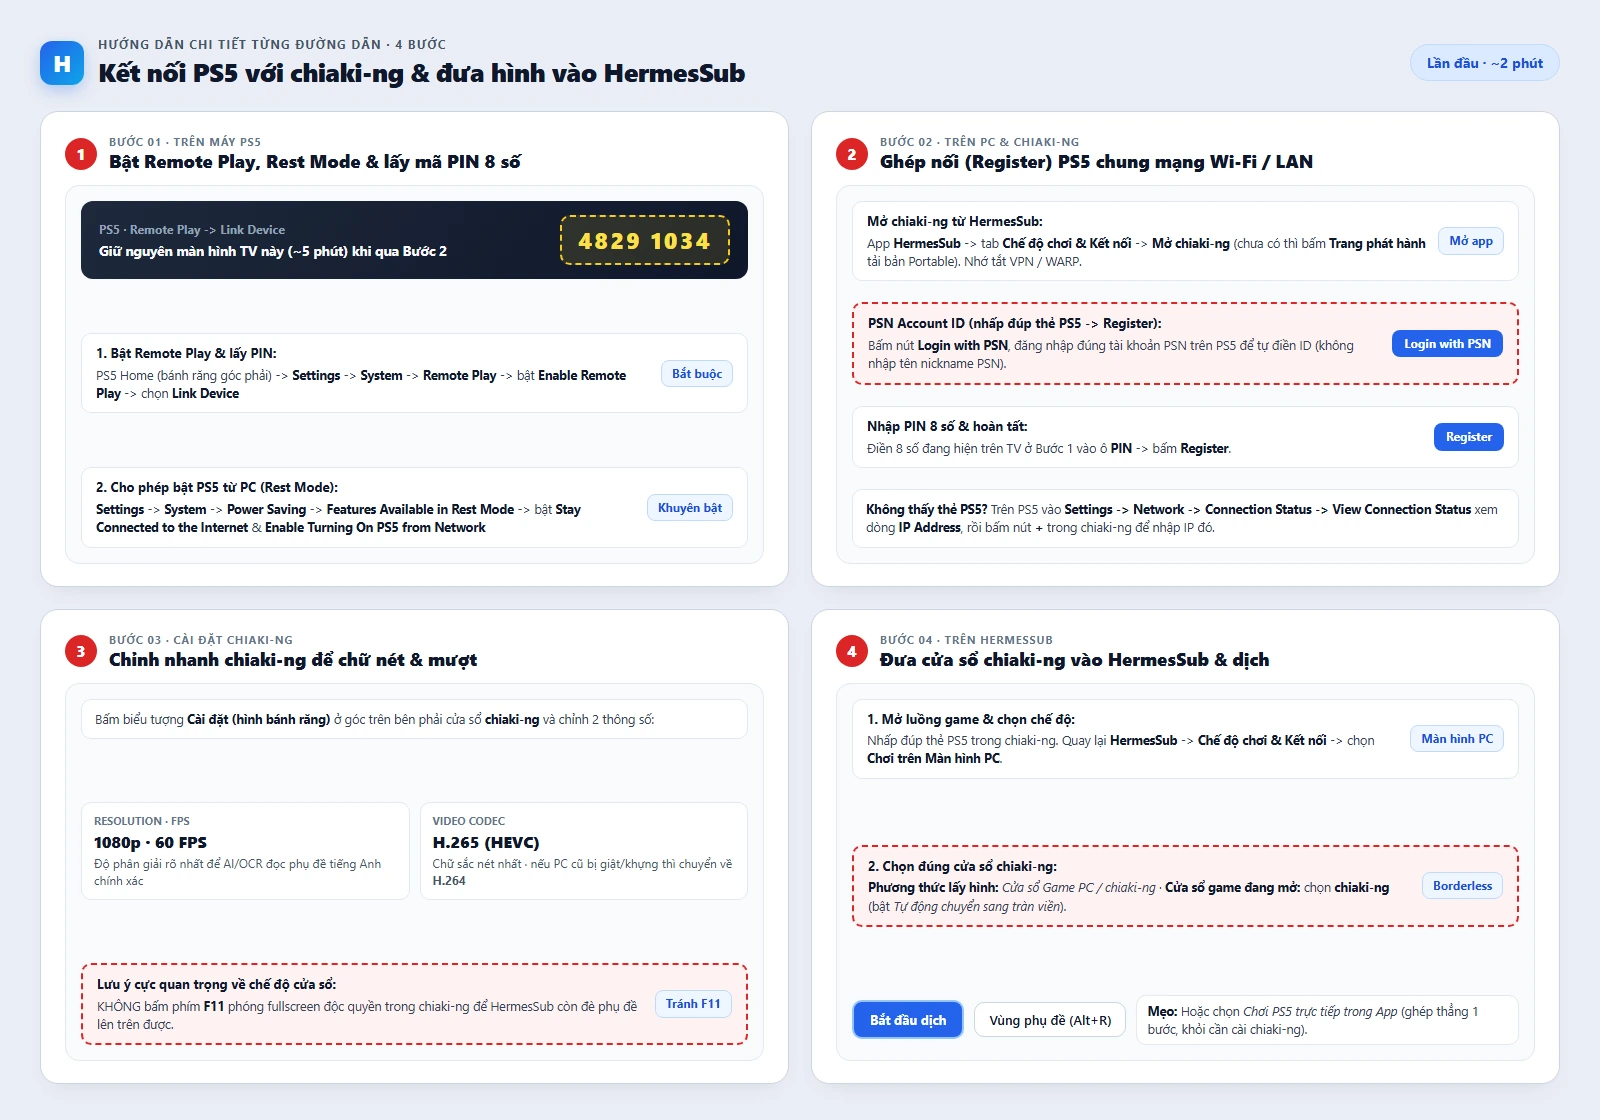 H
HƯỚNG DẪN CHI TIẾT TỪNG ĐƯỜNG DẪN · 4 BƯỚC
Kết nối PS5 với chiaki-ng & đưa hình vào HermesSub
Lần đầu · ~2 phút
1
BƯỚC 01 · TRÊN MÁY PS5
Bật Remote Play, Rest Mode & lấy mã PIN 8 số
PS5 · Remote Play -> Link Device
Giữ nguyên màn hình TV này (~5 phút) khi qua Bước 2
4829 1034
1. Bật Remote Play & lấy PIN:
PS5 Home (bánh răng góc phải) -> Settings -> System -> Remote Play -> bật Enable Remote
Play -> chọn Link Device
Bắt buộc
2. Cho phép bật PS5 từ PC (Rest Mode):
Settings -> System -> Power Saving -> Features Available in Rest Mode -> bật Stay
Connected to the Internet & Enable Turning On PS5 from Network
Khuyên bật
2
BƯỚC 02 · TRÊN PC & CHIAKI-NG
Ghép nối (Register) PS5 chung mạng Wi-Fi / LAN
Mở chiaki-ng từ HermesSub:
App HermesSub -> tab Chế độ chơi & Kết nối -> Mở chiaki-ng (chưa có thì bấm Trang phát hành
tải bản Portable). Nhớ tắt VPN / WARP.
Mở app
PSN Account ID (nhấp đúp thẻ PS5 -> Register):
Bấm nút Login with PSN, đăng nhập đúng tài khoản PSN trên PS5 để tự điền ID (không
nhập tên nickname PSN).
Login with PSN
Nhập PIN 8 số & hoàn tất:
Điền 8 số đang hiện trên TV ở Bước 1 vào ô PIN -> bấm Register.
Register
Không thấy thẻ PS5? Trên PS5 vào Settings -> Network -> Connection Status -> View Connection Status xem
dòng IP Address, rồi bấm nút + trong chiaki-ng để nhập IP đó.
3
BƯỚC 03 · CÀI ĐẶT CHIAKI-NG
Chỉnh nhanh chiaki-ng để chữ nét & mượt
Bấm biểu tượng Cài đặt (hình bánh răng) ở góc trên bên phải cửa sổ chiaki-ng và chỉnh 2 thông số:
RESOLUTION · FPS
1080p · 60 FPS
Độ phân giải rõ nhất để AI/OCR đọc phụ đề tiếng Anh
chính xác
VIDEO CODEC
H.265 (HEVC)
Chữ sắc nét nhất · nếu PC cũ bị giật/khựng thì chuyển về
H.264
Lưu ý cực quan trọng về chế độ cửa sổ:
KHÔNG bấm phím F11 phóng fullscreen độc quyền trong chiaki-ng để HermesSub còn đè phụ đề
lên trên được.
Tránh F11
4
BƯỚC 04 · TRÊN HERMESSUB
Đưa cửa sổ chiaki-ng vào HermesSub & dịch
1. Mở luồng game & chọn chế độ:
Nhấp đúp thẻ PS5 trong chiaki-ng. Quay lại HermesSub -> Chế độ chơi & Kết nối -> chọn
Chơi trên Màn hình PC.
Màn hình PC
2. Chọn đúng cửa sổ chiaki-ng:
Phương thức lấy hình: Cửa sổ Game PC / chiaki-ng · Cửa sổ game đang mở: chọn chiaki-ng
(bật Tự động chuyển sang tràn viền).
Borderless
Bắt đầu dịch
Vùng phụ đề (Alt+R)
Mẹo: Hoặc chọn Chơi PS5 trực tiếp trong App (ghép thẳng 1
bước, khỏi cần cài chiaki-ng).